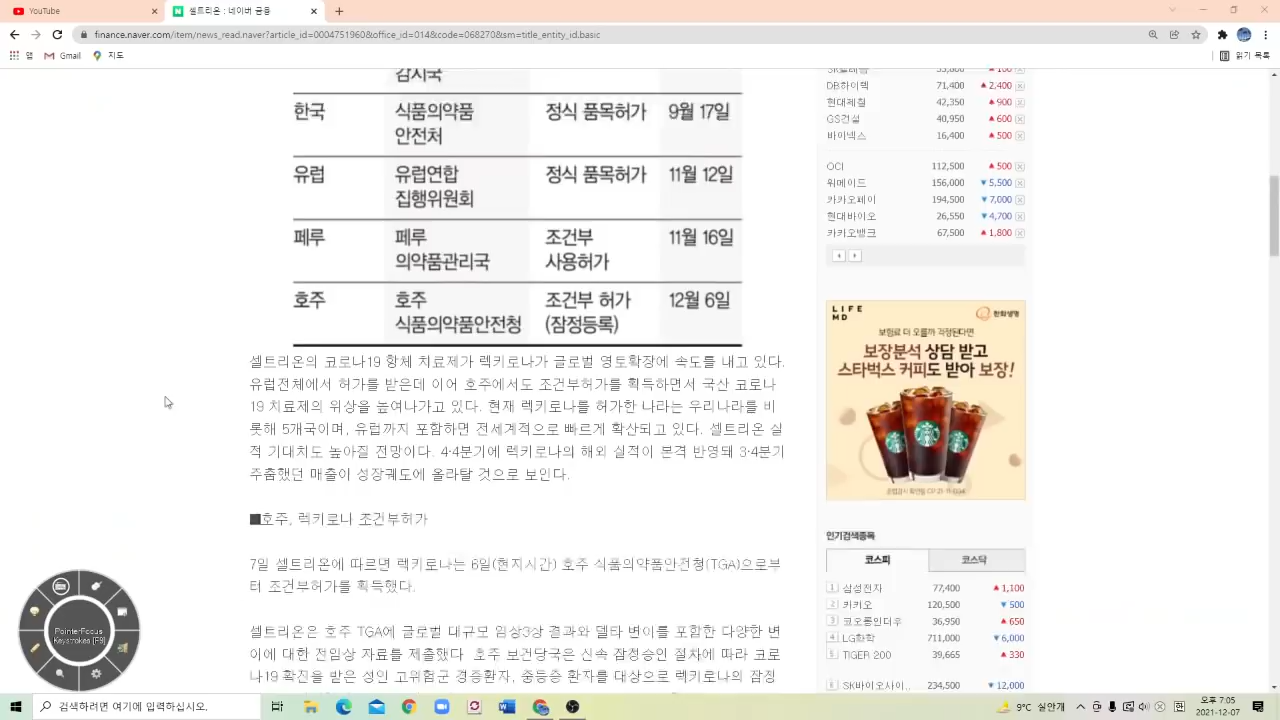 YouTube
셀트리온 : 네이버 금융
finance.naver.com/item/news_read.naver?article_id=0004751960&office_id=014&code=068270&sm=title_entity_id.basic
앱 Gmail 지도 읽기 목록
감시국
한국 식품의약품 안전처 정식 품목허가 9월 17일
유럽 유럽연합 집행위원회 정식 품목허가 11월 12일
페루 페루 의약품관리국 조건부 사용허가 11월 16일
호주 호주 식품의약품안전청 조건부 허가 (잠정등록) 12월 6일
셀트리온의 코로나19 항체 치료제가 렉키로나가 글로벌 영토확장에 속도를 내고 있다.
유럽전체에서 허가를 받은데 이어 호주에서도 조건부허가를 획득하면서 국산 코로나
19 치료제의 위상을 높여나가고 있다. 현재 렉키로나를 허가한 나라는 우리나라를 비
롯해 5개국이며, 유럽까지 포함하면 전세계적으로 빠르게 확산되고 있다. 셀트리온 실
적 기대치도 높아질 전망이다. 4·4분기에 렉키로나의 해외 실적이 본격 반영돼 3·4분기
주춤했던 매출이 성장궤도에 올라탈 것으로 보인다.
■호주, 렉키로나 조건부허가
7일 셀트리온에 따르면 렉키로나는 6일(현지시간) 호주 식품의약품안전청(TGA)으로부
터 조건부허가를 획득했다.
셀트리온은 호주 TGA에 글로벌 대규모 임상3상 결과와 델타 변이를 포함한 다양한 변
이에 대한 전임상 자료를 제출했다. 호주 보건당국은 신속 잠정승인 절차에 따라 코로
나19 확진을 받은 성인 고위험군 경증환자, 중등증 환자를 대상으로 렉키로나의 잠정
DB하이텍 71,400 ▲2,400
현대제철 42,350 ▲900
GS건설 40,950 ▲600
바이넥스 16,400 ▲500
OCI 112,500 ▲500
위메이드 156,000 ▼5,500
카카오페이 194,500 ▼7,000
현대바이오 26,550 ▼4,700
카카오뱅크 67,500 ▲1,800
LIFE MD 한화생명
보험료 더 오를까 걱정된다면
보장분석 상담 받고
스타벅스 커피도 받아 보장!
인기검색종목
코스피 코스닥
1 삼성전자 77,400 ▲1,100
2 카카오 120,500 ▼500
3 코오롱인더우 36,950 ▲650
4 LG화학 711,000 ▼6,000
5 TIGER 200 39,665 ▲330
6 SK바이오사이.. 234,500 ▼12,000
PointerFocus
Keystrokes [F9]
검색하려면 여기에 입력하십시오.
9°C 실안개
오후 7:05
2021-12-07